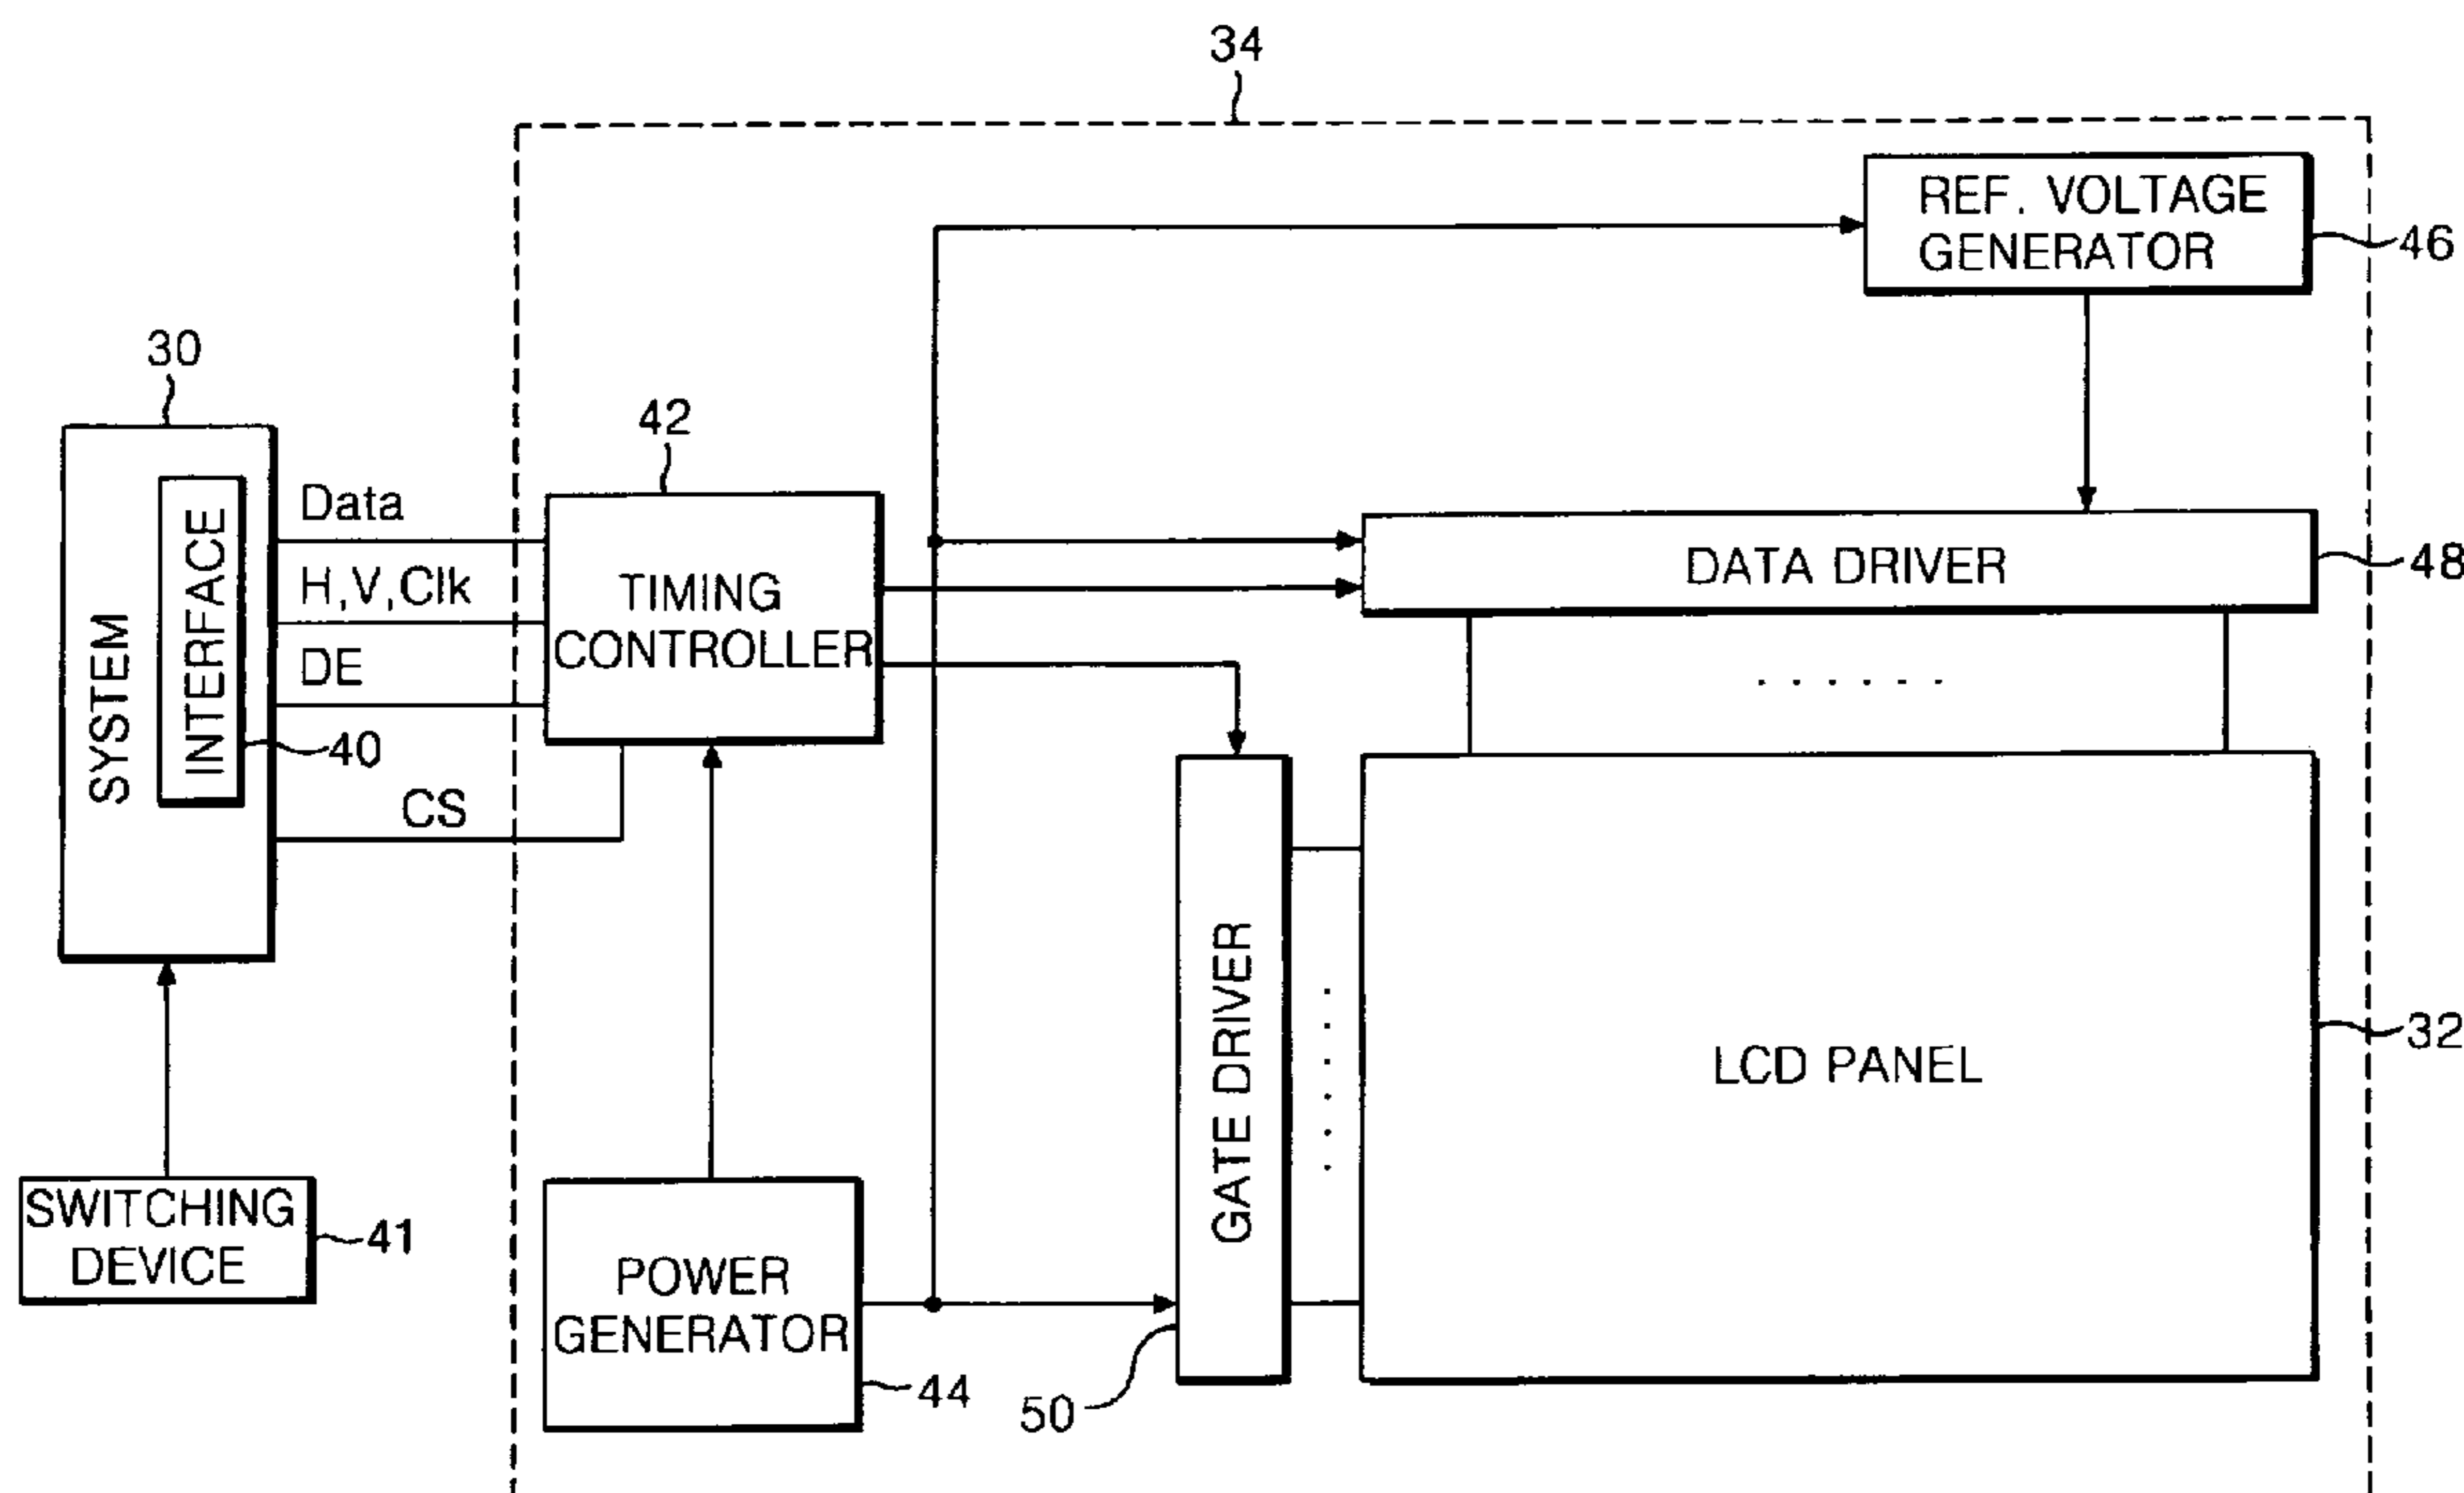 34
REF. VOLTAGE
GENERATOR
46
30
42
Data
H,V,Clk
DE
SYSTEM
INTERFACE
40
CS
TIMING
CONTROLLER
DATA DRIVER
48
GATE DRIVER
LCD PANEL
32
SWITCHING
DEVICE
41
POWER
GENERATOR
44
50